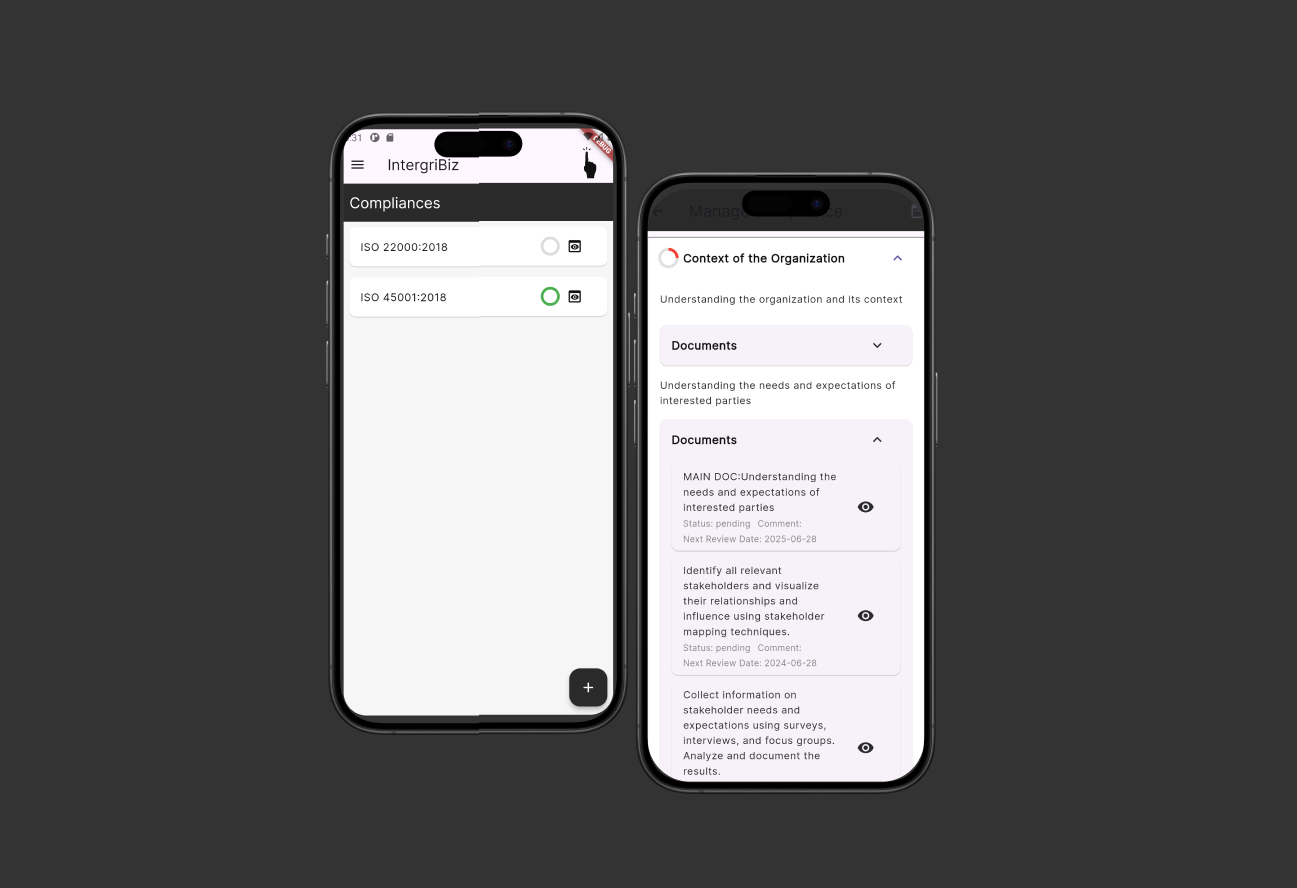 :31
IntergriBiz
Compliances
ISO 22000:2018
ISO 45001:2018
+
Context of the Organization
Understanding the organization and its context
Documents
Understanding the needs and expectations of
interested parties
Documents
MAIN DOC:Understanding the
needs and expectations of
interested parties
Status: pending Comment:
Next Review Date: 2025-06-28
Identify all relevant
stakeholders and visualize
their relationships and
influence using stakeholder
mapping techniques.
Status: pending Comment:
Next Review Date: 2024-06-28
Collect information on
stakeholder needs and
expectations using surveys,
interviews, and focus groups.
Analyze and document the
results.